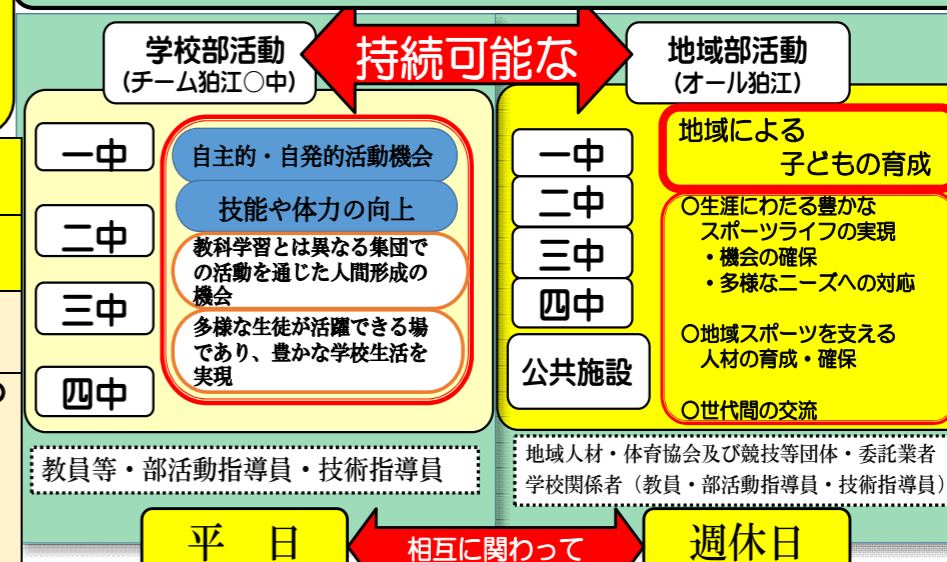 持続可能な
学校部活動
(チーム狛江○中)
一中
二中
三中
四中
自主的・自発的活動機会
技能や体力の向上
教科学習とは異なる集団で
の活動を通じた人間形成の
機会
多様な生徒が活躍できる場
であり、豊かな学校生活を
実現
教員等・部活動指導員・技術指導員
平 日
地域部活動
(オール狛江)
一中
二中
三中
四中
公共施設
地域による
子どもの育成
○生涯にわたる豊かな
スポーツライフの実現
・機会の確保
・多様なニーズへの対応
○地域スポーツを支える
人材の育成・確保
○世代間の交流
地域人材・体育協会及び競技等団体・委託業者
学校関係者（教員・部活動指導員・技術指導員）
相互に関わって
週休日